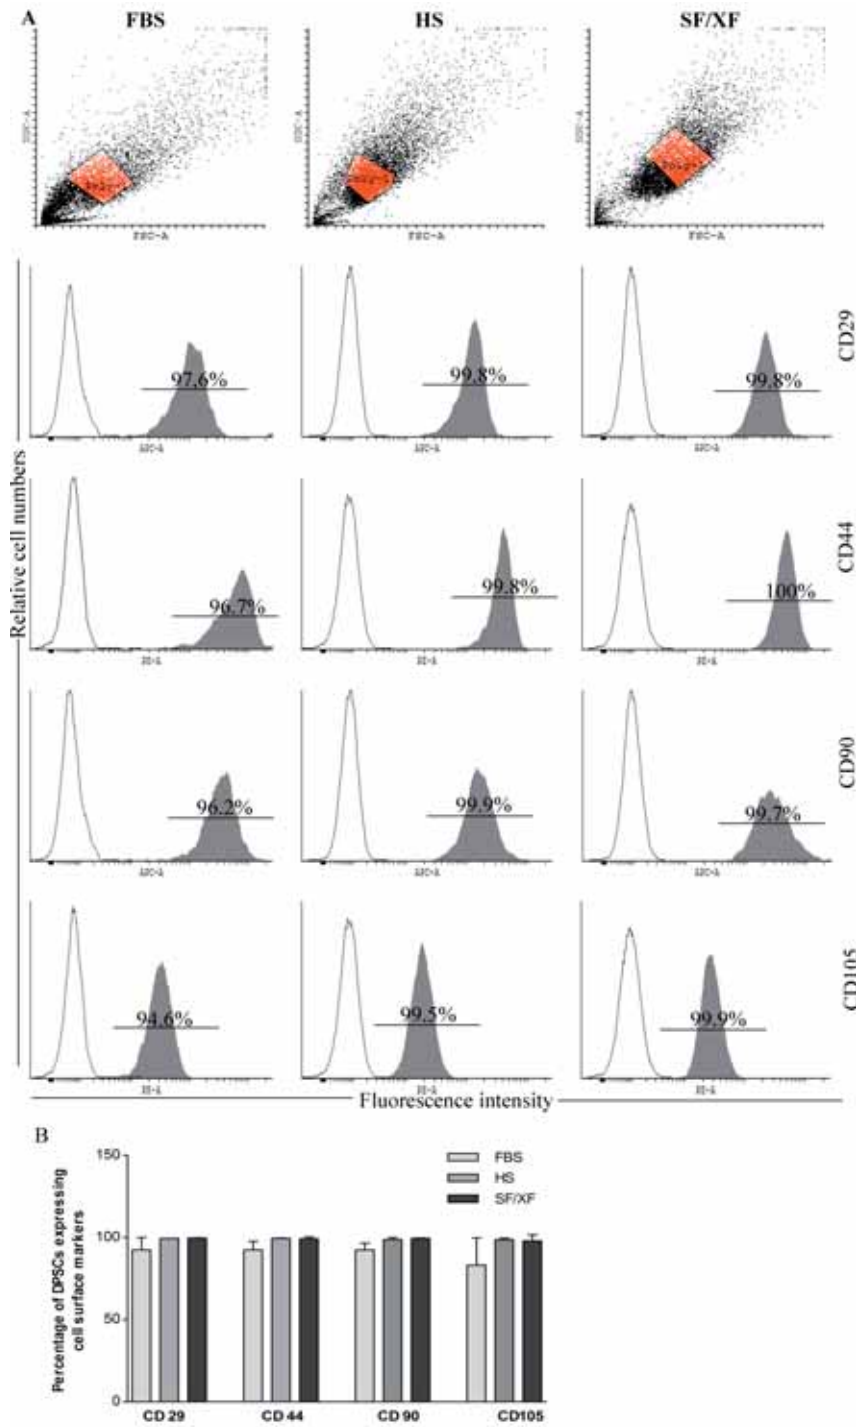 A FBS HS SF/XF
FSC-A FSC-A FSC-A
97,6% 99,8% 99,8% CD29
96.7% 99.8% 100% CD44
96.2% 99.9% 99.7% CD90
94.6% 99.5% 99.9% CD105
Relative cell numbers
Fluorescence intensity
B
150
100
50
0
Percentage of DPSCs expressing
cell surface markers
FBS
HS
SF/XF
CD 29 CD 44 CD 90 CD105